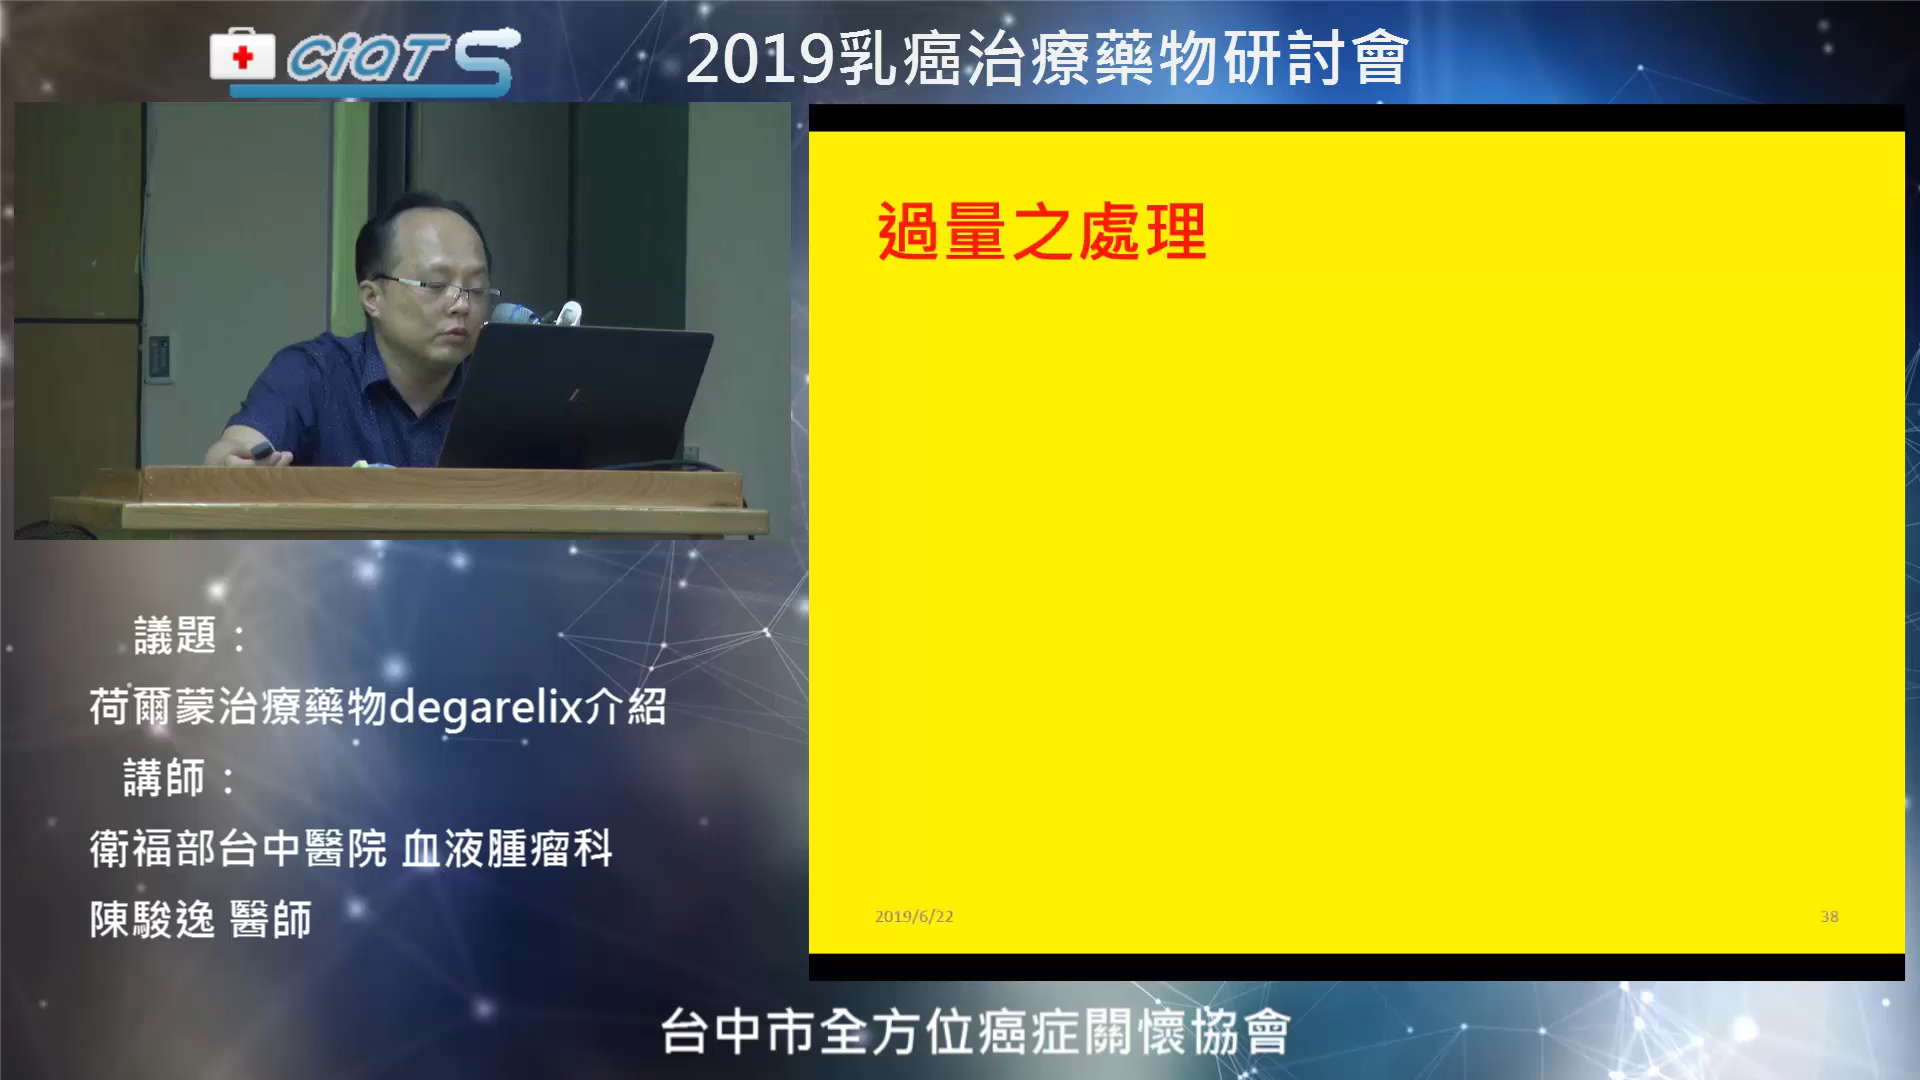 CiQTS
2019乳癌治療藥物研討會
過量之處理
2019/6/22
38
議題：
荷爾蒙治療藥物degarelix介紹
講師：
衛福部台中醫院 血液腫瘤科
陳駿逸 醫師
台中市全方位癌症關懷協會